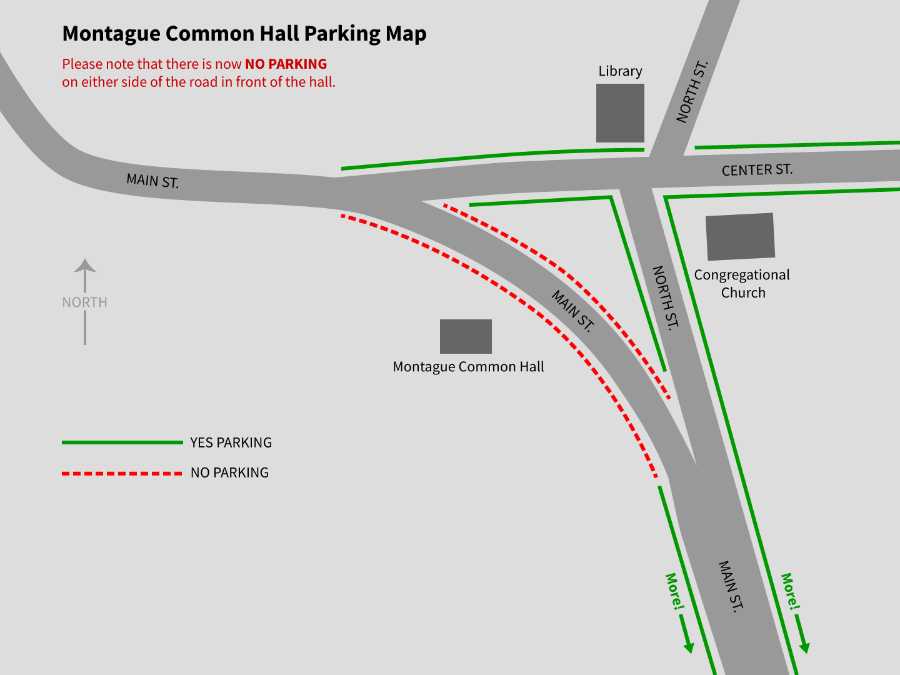 Montague Common Hall Parking Map
Please note that there is now NO PARKING
on either side of the road in front of the hall.
Library
NORTH ST.
MAIN ST.
CENTER ST.
NORTH
MAIN ST.
NORTH ST.
Congregational
Church
Montague Common Hall
YES PARKING
NO PARKING
More!
MAIN ST.
More!